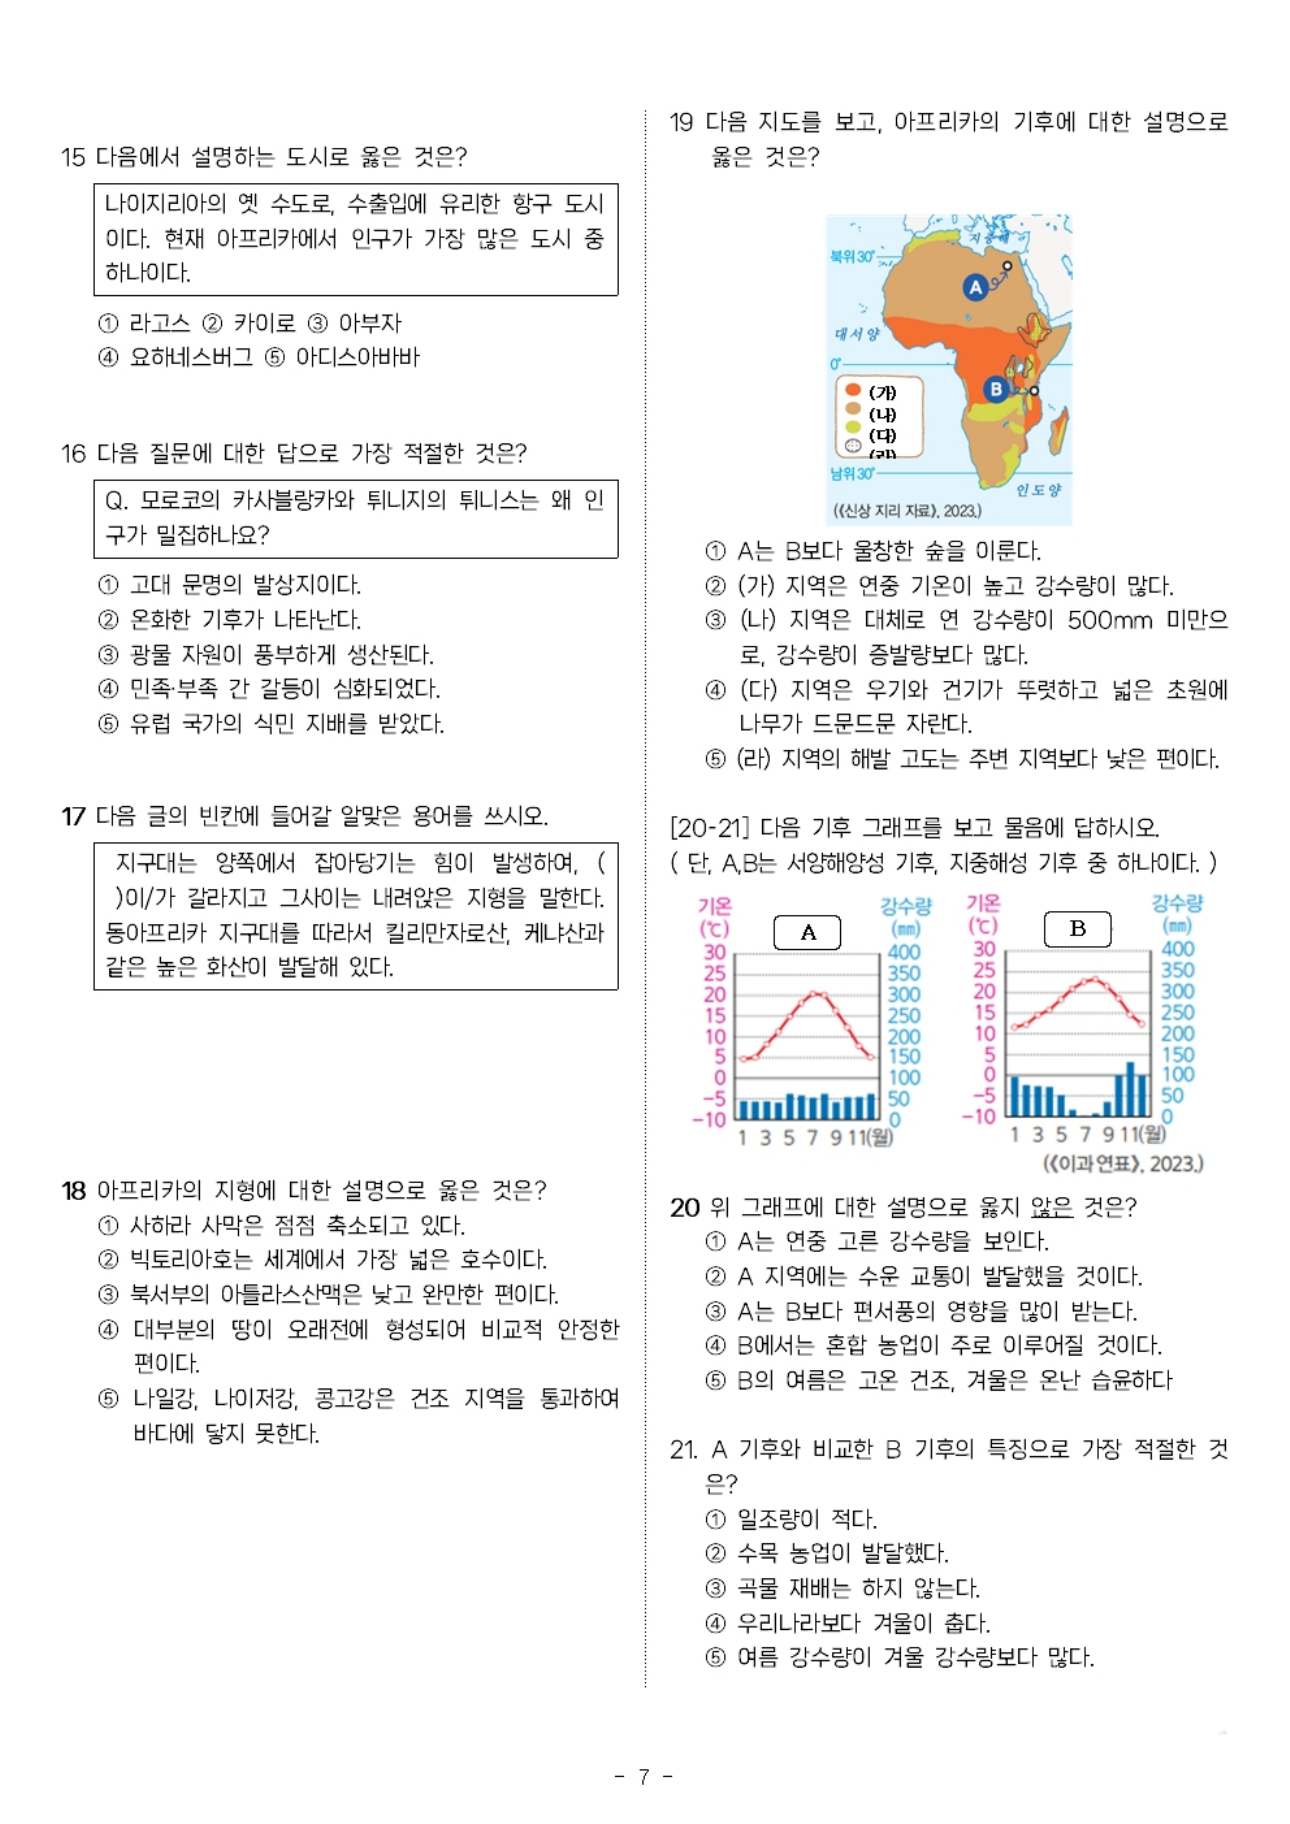 15 다음에서 설명하는 도시로 옳은 것은?
나이지리아의 옛 수도로, 수출입에 유리한 항구 도시
이다. 현재 아프리카에서 인구가 가장 많은 도시 중
하나이다.
① 라고스 ② 카이로 ③ 아부자
④ 요하네스버그 ⑤ 아디스아바바
16 다음 질문에 대한 답으로 가장 적절한 것은?
Q. 모로코의 카사블랑카와 튀니지의 튀니스는 왜 인
구가 밀집하나요?
① 고대 문명의 발상지이다.
② 온화한 기후가 나타난다.
③ 광물 자원이 풍부하게 생산된다.
④ 민족·부족 간 갈등이 심화되었다.
⑤ 유럽 국가의 식민 지배를 받았다.
17 다음 글의 빈칸에 들어갈 알맞은 용어를 쓰시오.
지구대는 양쪽에서 잡아당기는 힘이 발생하여, (
)이/가 갈라지고 그사이는 내려앉은 지형을 말한다.
동아프리카 지구대를 따라서 킬리만자로산, 케냐산과
같은 높은 화산이 발달해 있다.
18 아프리카의 지형에 대한 설명으로 옳은 것은?
① 사하라 사막은 점점 축소되고 있다.
② 빅토리아호는 세계에서 가장 넓은 호수이다.
③ 북서부의 아틀라스산맥은 낮고 완만한 편이다.
④ 대부분의 땅이 오래전에 형성되어 비교적 안정한
편이다.
⑤ 나일강, 나이저강, 콩고강은 건조 지역을 통과하여
바다에 닿지 못한다.
19 다음 지도를 보고, 아프리카의 기후에 대한 설명으로
옳은 것은?
지중해
북위 30°
A
대서양
0°
B
(가)
(나)
(다)
(라)
남위 30°
인도양
(《신상 지리 자료》, 2023.)
① A는 B보다 울창한 숲을 이룬다.
② (가) 지역은 연중 기온이 높고 강수량이 많다.
③ (나) 지역은 대체로 연 강수량이 500mm 미만으
로, 강수량이 증발량보다 많다.
④ (다) 지역은 우기와 건기가 뚜렷하고 넓은 초원에
나무가 드문드문 자란다.
⑤ (라) 지역의 해발 고도는 주변 지역보다 낮은 편이다.
[20-21] 다음 기후 그래프를 보고 물음에 답하시오.
( 단, A,B는 서양해양성 기후, 지중해성 기후 중 하나이다. )
기온 강수량 기온 강수량
(℃) A (㎜) (℃) B (㎜)
30 400 30 400
25 350 25 350
20 300 20 300
15 250 15 250
10 200 10 200
5 150 5 150
0 100 0 100
-5 50 -5 50
-10 0 -10 0
1 3 5 7 9 11(월) 1 3 5 7 9 11(월)
(《이과 연표》, 2023.)
20 위 그래프에 대한 설명으로 옳지 않은 것은?
① A는 연중 고른 강수량을 보인다.
② A 지역에는 수운 교통이 발달했을 것이다.
③ A는 B보다 편서풍의 영향을 많이 받는다.
④ B에서는 혼합 농업이 주로 이루어질 것이다.
⑤ B의 여름은 고온 건조, 겨울은 온난 습윤하다
21. A 기후와 비교한 B 기후의 특징으로 가장 적절한 것
은?
① 일조량이 적다.
② 수목 농업이 발달했다.
③ 곡물 재배는 하지 않는다.
④ 우리나라보다 겨울이 춥다.
⑤ 여름 강수량이 겨울 강수량보다 많다.
- 7 -